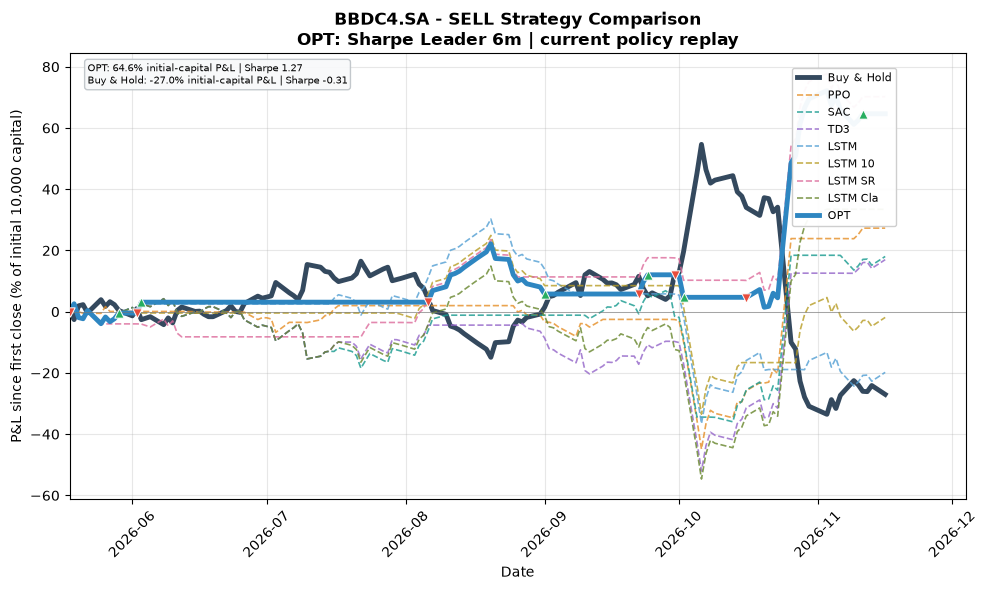 BBDC4.SA - SELL Strategy Comparison
OPT: Sharpe Leader 6m | current policy replay
OPT: 64.6% initial-capital P&L | Sharpe 1.27
Buy & Hold: -27.0% initial-capital P&L | Sharpe -0.31
Buy & Hold
PPO
SAC
TD3
LSTM
LSTM 10
LSTM SR
LSTM Cla
OPT
P&L since first close (% of initial 10,000 capital)
80
60
40
20
0
−20
−40
−60
2026-06
2026-07
2026-08
2026-09
2026-10
2026-11
2026-12
Date